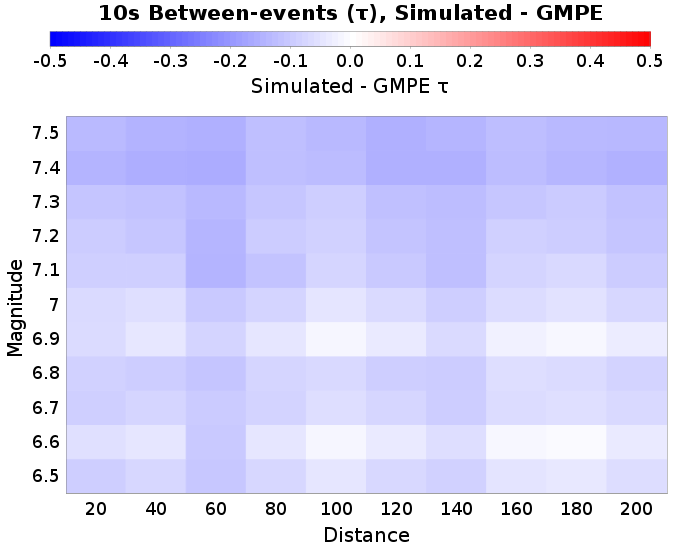 10s Between-events (τ), Simulated - GMPE
-0.5 -0.4 -0.3 -0.2 -0.1 0.0 0.1 0.2 0.3 0.4 0.5
Simulated - GMPE τ
Magnitude
7.5
7.4
7.3
7.2
7.1
7
6.9
6.8
6.7
6.6
6.5
20 40 60 80 100 120 140 160 180 200
Distance